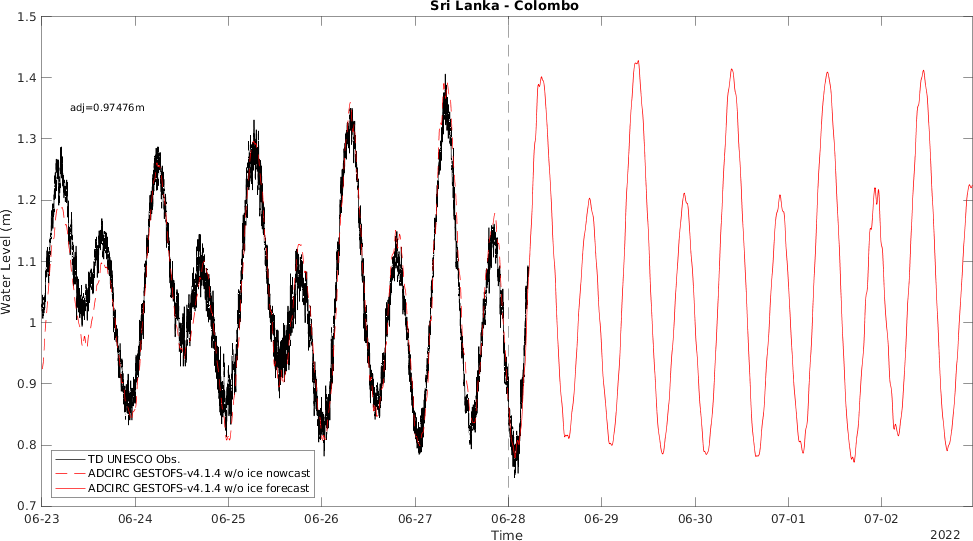 Sri Lanka - Colombo
1.5
1.4
1.3
1.2
1.1
1
0.9
0.8
0.7
Water Level (m)
adj=0.97476m
TD UNESCO Obs.
ADCIRC GESTOFS-v4.1.4 w/o ice nowcast
ADCIRC GESTOFS-v4.1.4 w/o ice forecast
06-23 06-24 06-25 06-26 06-27 06-28 06-29 06-30 07-01 07-02
Time
2022